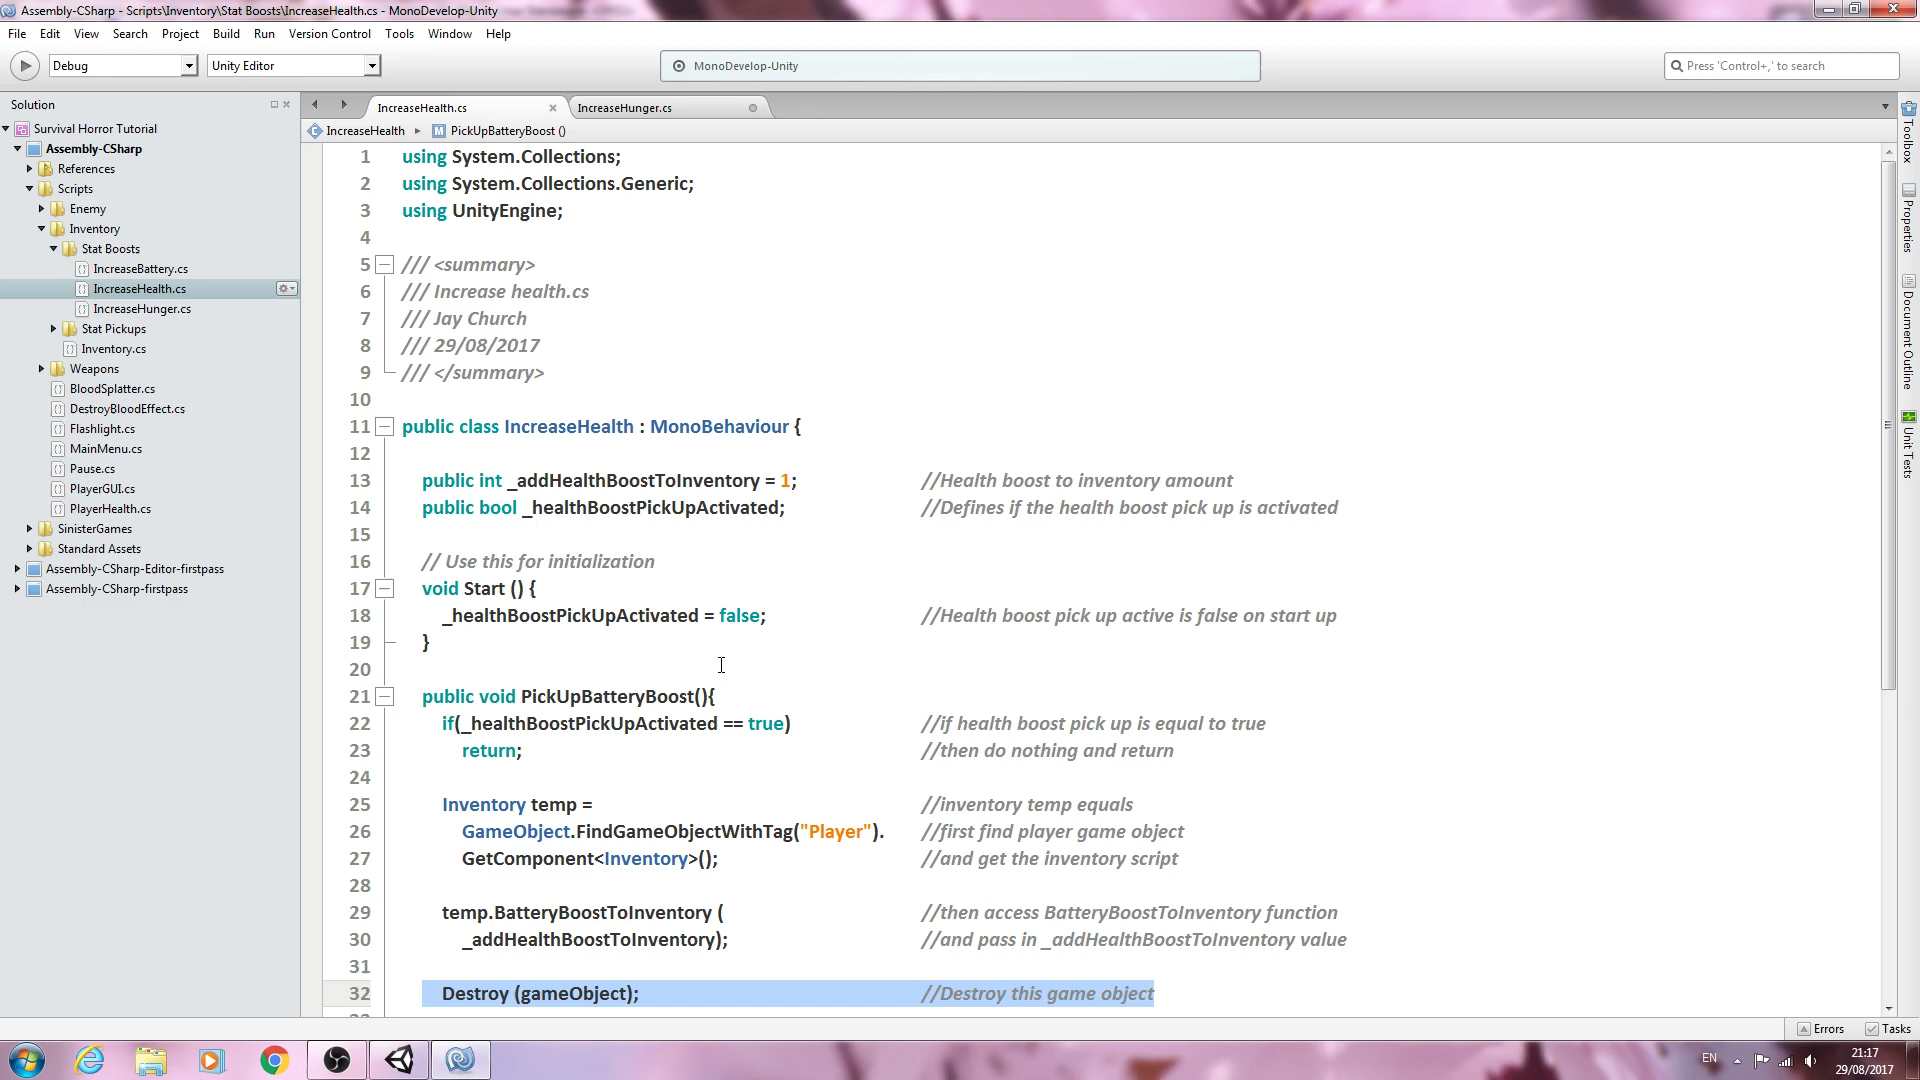 Assembly-CSharp - Scripts\Inventory\Stat Boosts\IncreaseHealth.cs - MonoDevelop-Unity
File Edit View Search Project Build Run Version Control Tools Window Help
Debug Unity Editor MonoDevelop-Unity Press 'Control+,' to search
Solution
Survival Horror Tutorial
Assembly-CSharp
References
Scripts
Enemy
Inventory
Stat Boosts
IncreaseBattery.cs
IncreaseHealth.cs
IncreaseHunger.cs
Stat Pickups
Inventory.cs
Weapons
BloodSplatter.cs
DestroyBloodEffect.cs
Flashlight.cs
MainMenu.cs
Pause.cs
PlayerGUI.cs
PlayerHealth.cs
SinisterGames
Standard Assets
Assembly-CSharp-Editor-firstpass
Assembly-CSharp-firstpass
IncreaseHealth.cs IncreaseHunger.cs
IncreaseHealth PickUpBatteryBoost ()
1 using System.Collections;
2 using System.Collections.Generic;
3 using UnityEngine;
4
5 /// <summary>
6 /// Increase health.cs
7 /// Jay Church
8 /// 29/08/2017
9 /// </summary>
10
11 public class IncreaseHealth : MonoBehaviour {
12
13 public int _addHealthBoostToInventory = 1; //Health boost to inventory amount
14 public bool _healthBoostPickUpActivated; //Defines if the health boost pick up is activated
15
16 // Use this for initialization
17 void Start () {
18 _healthBoostPickUpActivated = false; //Health boost pick up active is false on start up
19 }
20
21 public void PickUpBatteryBoost(){
22 if(_healthBoostPickUpActivated == true) //if health boost pick up is equal to true
23 return; //then do nothing and return
24
25 Inventory temp = //inventory temp equals
26 GameObject.FindGameObjectWithTag("Player"). //first find player game object
27 GetComponent<Inventory>(); //and get the inventory script
28
29 temp.BatteryBoostToInventory ( //then access BatteryBoostToInventory function
30 _addHealthBoostToInventory); //and pass in _addHealthBoostToInventory value
31
32 Destroy (gameObject); //Destroy this game object
Toolbox
Properties
Document Outline
Unit Tests
Errors Tasks
EN
21:17
29/08/2017